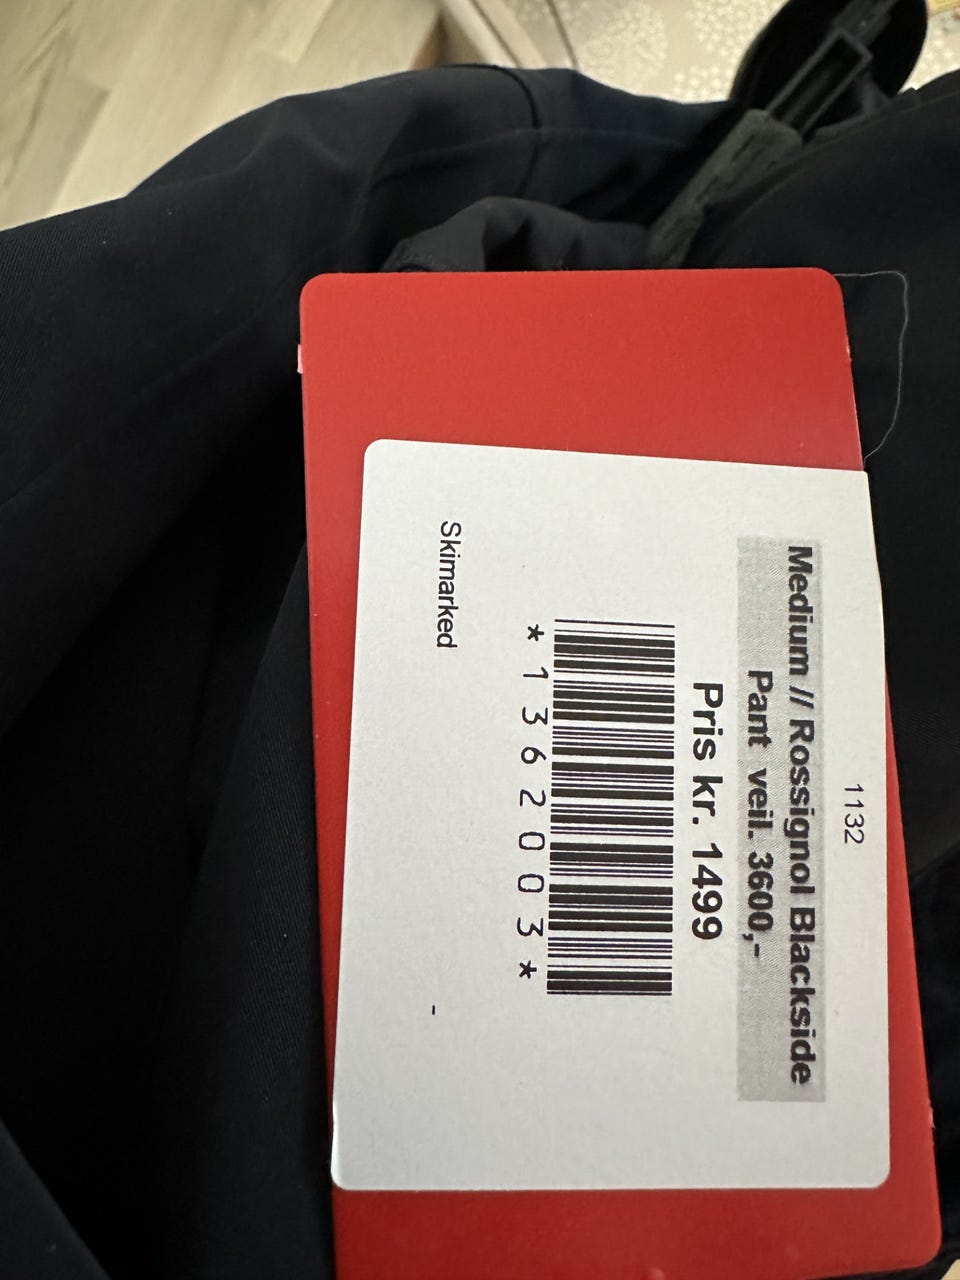 1132
Medium // Rossignol Blackside
Pant veil. 3600,-
Pris kr. 1499
*1362003*
Skimarked -